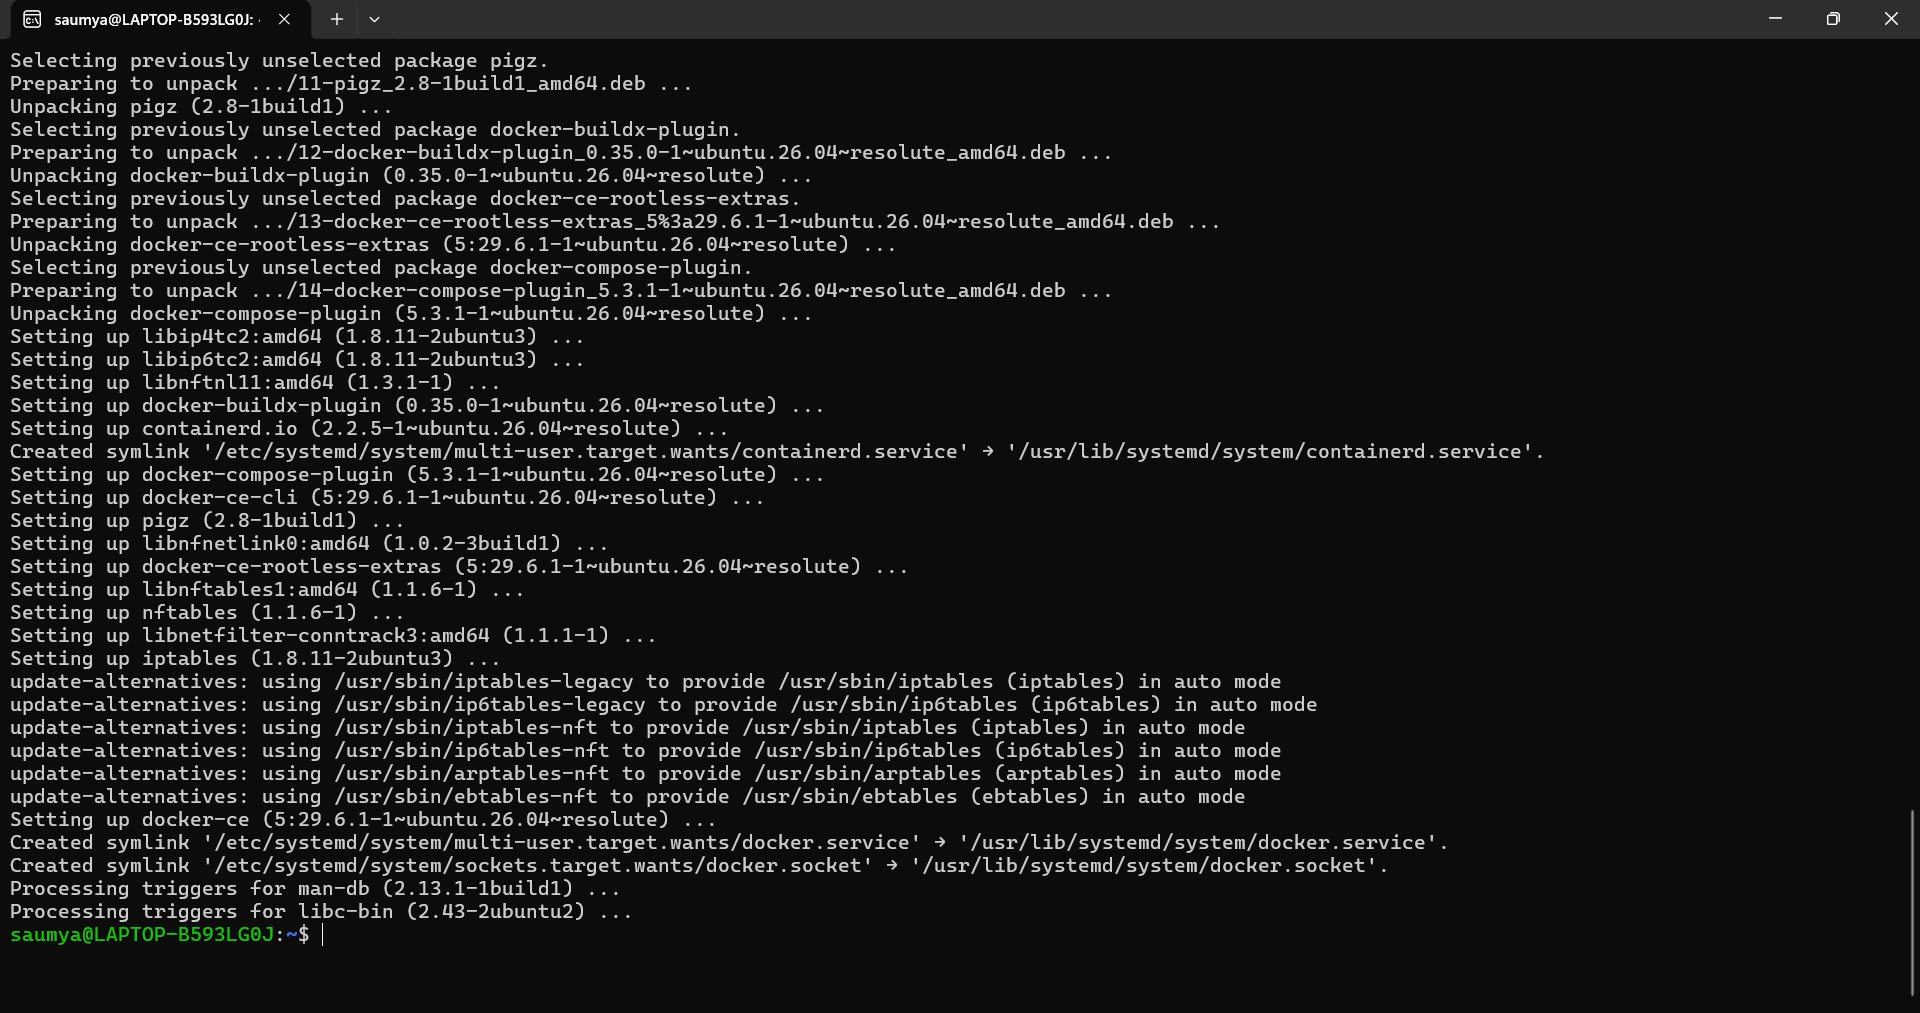 saumya@LAPTOP-B593LG0J: ~
Selecting previously unselected package pigz.
Preparing to unpack .../11-pigz_2.8-1build1_amd64.deb ...
Unpacking pigz (2.8-1build1) ...
Selecting previously unselected package docker-buildx-plugin.
Preparing to unpack .../12-docker-buildx-plugin_0.35.0-1~ubuntu.26.04~resolute_amd64.deb ...
Unpacking docker-buildx-plugin (0.35.0-1~ubuntu.26.04~resolute) ...
Selecting previously unselected package docker-ce-rootless-extras.
Preparing to unpack .../13-docker-ce-rootless-extras_5%3a29.6.1-1~ubuntu.26.04~resolute_amd64.deb ...
Unpacking docker-ce-rootless-extras (5:29.6.1-1~ubuntu.26.04~resolute) ...
Selecting previously unselected package docker-compose-plugin.
Preparing to unpack .../14-docker-compose-plugin_5.3.1-1~ubuntu.26.04~resolute_amd64.deb ...
Unpacking docker-compose-plugin (5.3.1-1~ubuntu.26.04~resolute) ...
Setting up libip4tc2:amd64 (1.8.11-2ubuntu3) ...
Setting up libip6tc2:amd64 (1.8.11-2ubuntu3) ...
Setting up libnftnl11:amd64 (1.3.1-1) ...
Setting up docker-buildx-plugin (0.35.0-1~ubuntu.26.04~resolute) ...
Setting up containerd.io (2.2.5-1~ubuntu.26.04~resolute) ...
Created symlink '/etc/systemd/system/multi-user.target.wants/containerd.service' → '/usr/lib/systemd/system/containerd.service'.
Setting up docker-compose-plugin (5.3.1-1~ubuntu.26.04~resolute) ...
Setting up docker-ce-cli (5:29.6.1-1~ubuntu.26.04~resolute) ...
Setting up pigz (2.8-1build1) ...
Setting up libnfnetlink0:amd64 (1.0.2-3build1) ...
Setting up docker-ce-rootless-extras (5:29.6.1-1~ubuntu.26.04~resolute) ...
Setting up libnftables1:amd64 (1.1.6-1) ...
Setting up nftables (1.1.6-1) ...
Setting up libnetfilter-conntrack3:amd64 (1.1.1-1) ...
Setting up iptables (1.8.11-2ubuntu3) ...
update-alternatives: using /usr/sbin/iptables-legacy to provide /usr/sbin/iptables (iptables) in auto mode
update-alternatives: using /usr/sbin/ip6tables-legacy to provide /usr/sbin/ip6tables (ip6tables) in auto mode
update-alternatives: using /usr/sbin/iptables-nft to provide /usr/sbin/iptables (iptables) in auto mode
update-alternatives: using /usr/sbin/ip6tables-nft to provide /usr/sbin/ip6tables (ip6tables) in auto mode
update-alternatives: using /usr/sbin/arptables-nft to provide /usr/sbin/arptables (arptables) in auto mode
update-alternatives: using /usr/sbin/ebtables-nft to provide /usr/sbin/ebtables (ebtables) in auto mode
Setting up docker-ce (5:29.6.1-1~ubuntu.26.04~resolute) ...
Created symlink '/etc/systemd/system/multi-user.target.wants/docker.service' → '/usr/lib/systemd/system/docker.service'.
Created symlink '/etc/systemd/system/sockets.target.wants/docker.socket' → '/usr/lib/systemd/system/docker.socket'.
Processing triggers for man-db (2.13.1-1build1) ...
Processing triggers for libc-bin (2.43-2ubuntu2) ...
saumya@LAPTOP-B593LG0J:~$